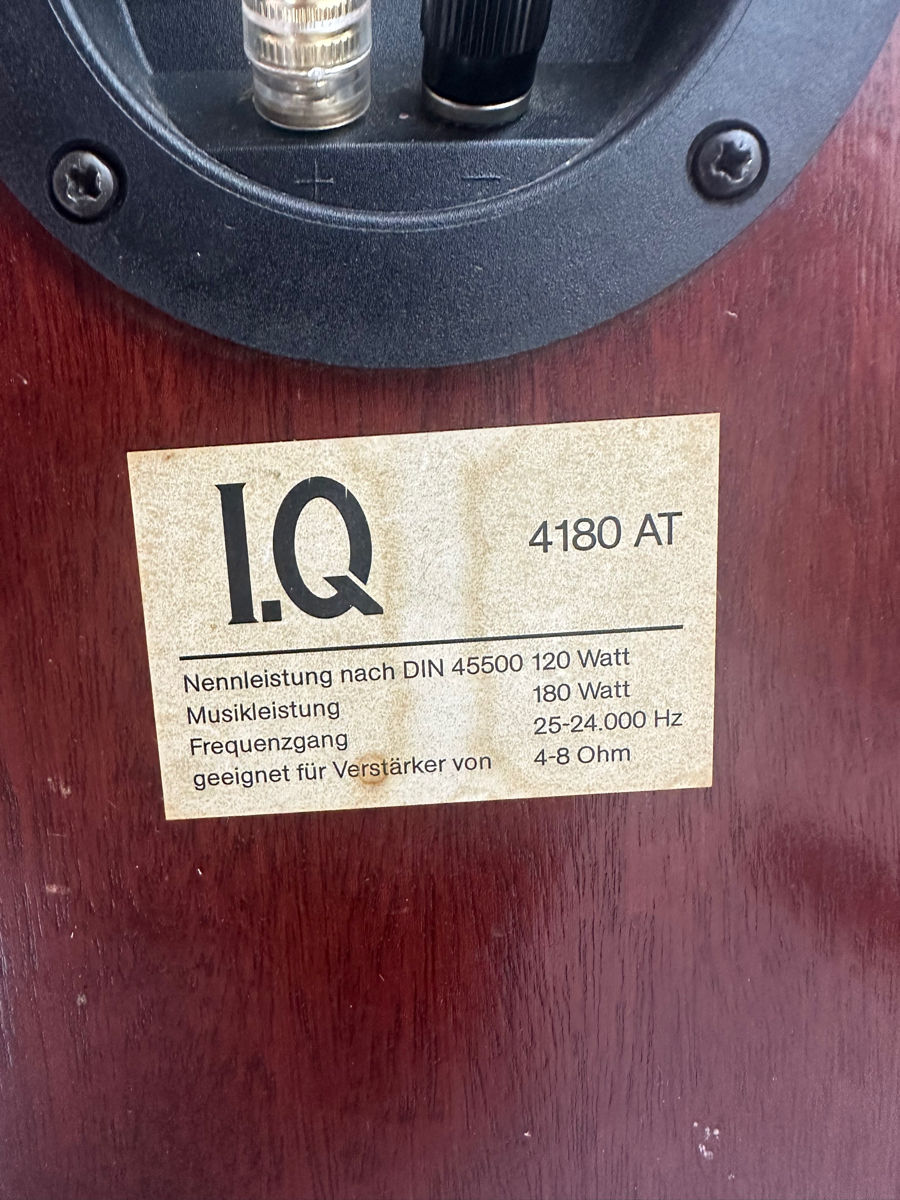 + −
I.Q
4180 AT
Nennleistung nach DIN 45500 120 Watt
Musikleistung 180 Watt
Frequenzgang 25-24.000 Hz
geeignet für Verstärker von 4-8 Ohm